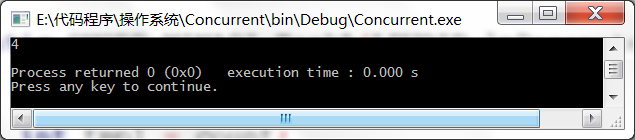 E:\代码程序\操作系统\Concurrent\bin\Debug\Concurrent.exe
4
Process returned 0 (0x0)   execution time : 0.000 s
Press any key to continue.